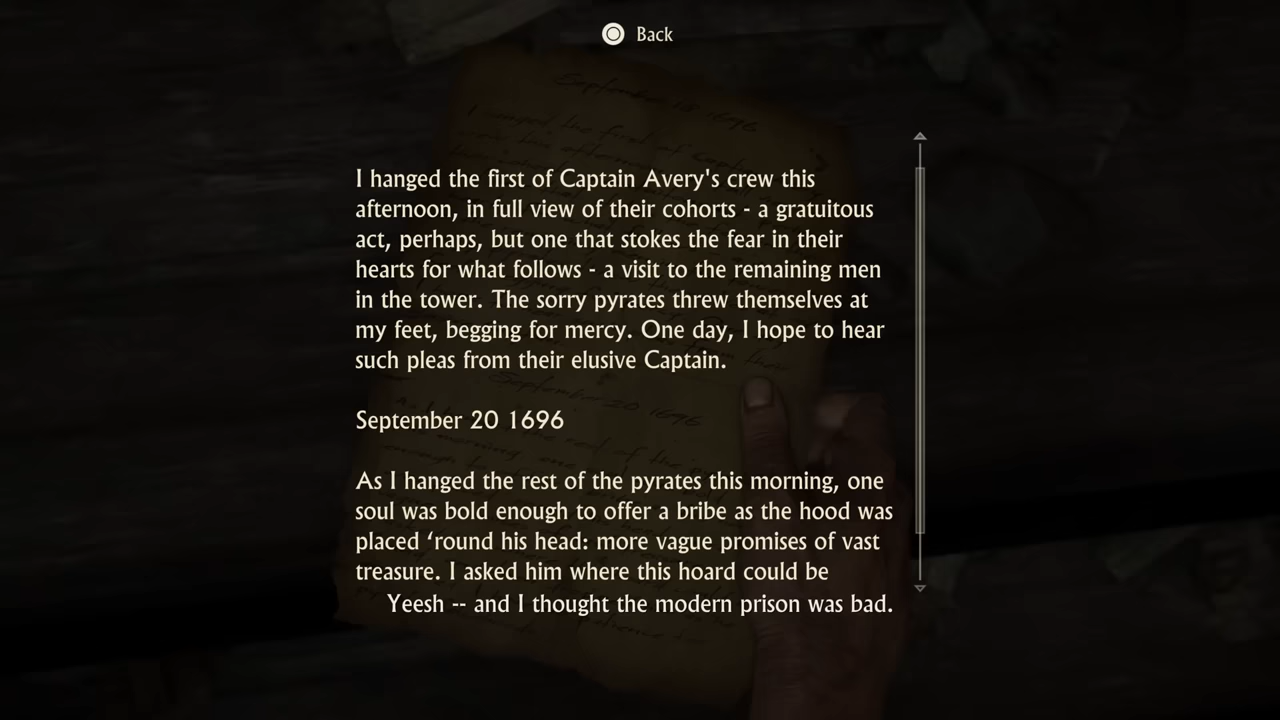 Back
September 1696
I hanged the first of Captain Avery's crew this
afternoon, in full view of their cohorts - a gratuitous
act, perhaps, but one that stokes the fear in their
hearts for what follows - a visit to the remaining men
in the tower. The sorry pyrates threw themselves at
my feet, begging for mercy. One day, I hope to hear
such pleas from their elusive Captain.
September 20 1696
September 20 1696
As I hanged the rest of the pyrates this morning, one
soul was bold enough to offer a bribe as the hood was
placed ‘round his head: more vague promises of vast
treasure. I asked him where this hoard could be
Yeesh -- and I thought the modern prison was bad.